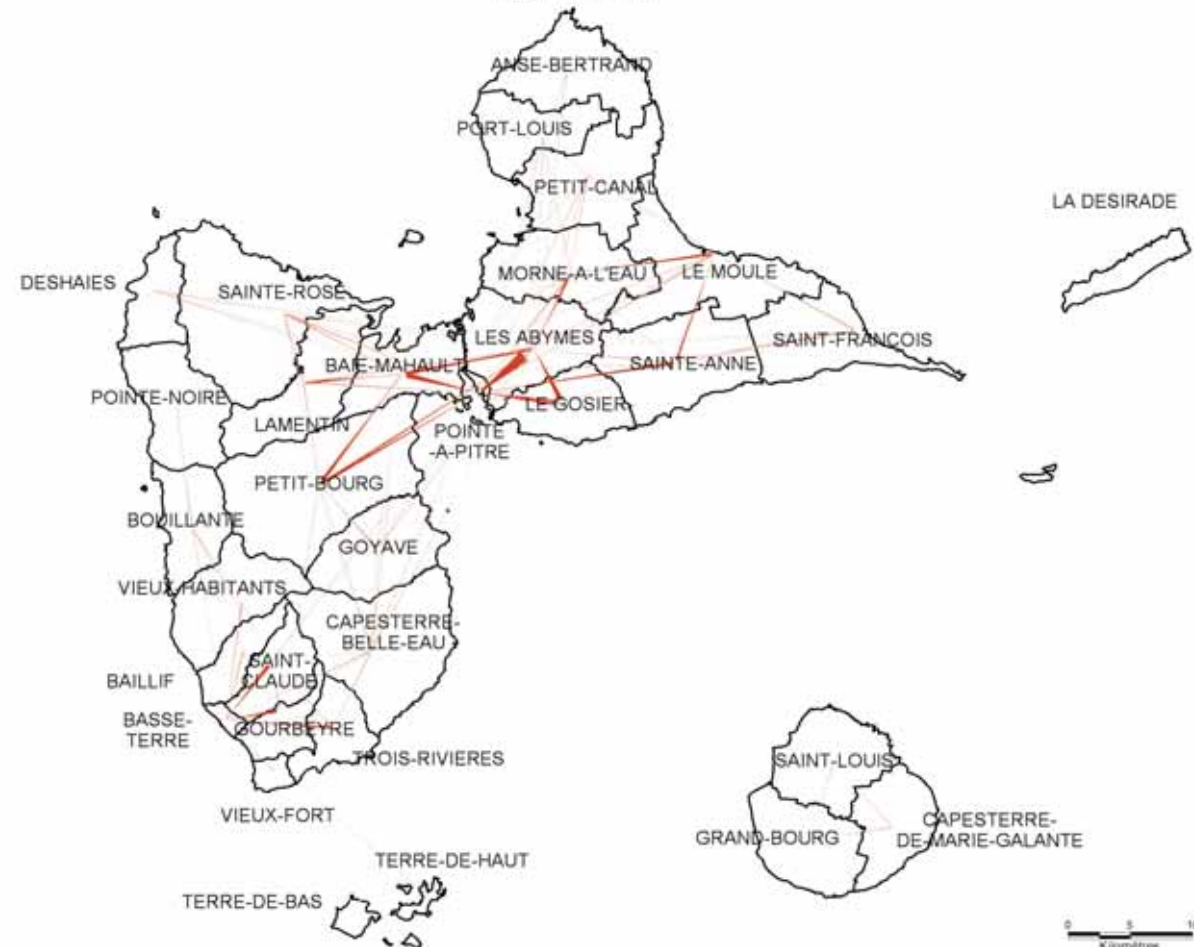 ANSE-BERTRAND
PORT-LOUIS
PETIT-CANAL
LA DESIRADE
MORNE-A-L'EAU
LE MOULE
DESHAIES
SAINTE-ROSE
LES ABYMES
SAINT-FRANCOIS
BAIE-MAHAULT
SAINTE-ANNE
POINTE-NOIRE
LE GOSIER
LAMENTIN
POINTE
-A-PITRE
PETIT-BOURG
BOUILLANTE
GOYAVE
VIEUX-HABITANTS
CAPESTERRE-
BELLE-EAU
SAINT-
CLAUDE
BAILLIF
BASSE-
TERRE
GOURBEYRE
TROIS-RIVIERES
SAINT-LOUIS
VIEUX-FORT
CAPESTERRE-
DE-MARIE-GALANTE
GRAND-BOURG
TERRE-DE-HAUT
TERRE-DE-BAS
0 5
Kilomètres